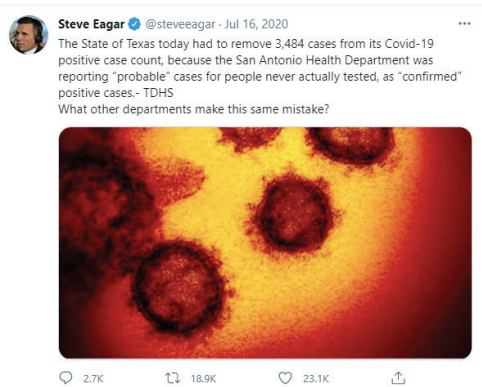 Steve Eagar @steveeagar · Jul 16, 2020
The State of Texas today had to remove 3,484 cases from its Covid-19
positive case count, because the San Antonio Health Department was
reporting “probable” cases for people never actually tested, as “confirmed”
positive cases.- TDHS
What other departments make this same mistake?
2.7K 18.9K 23.1K